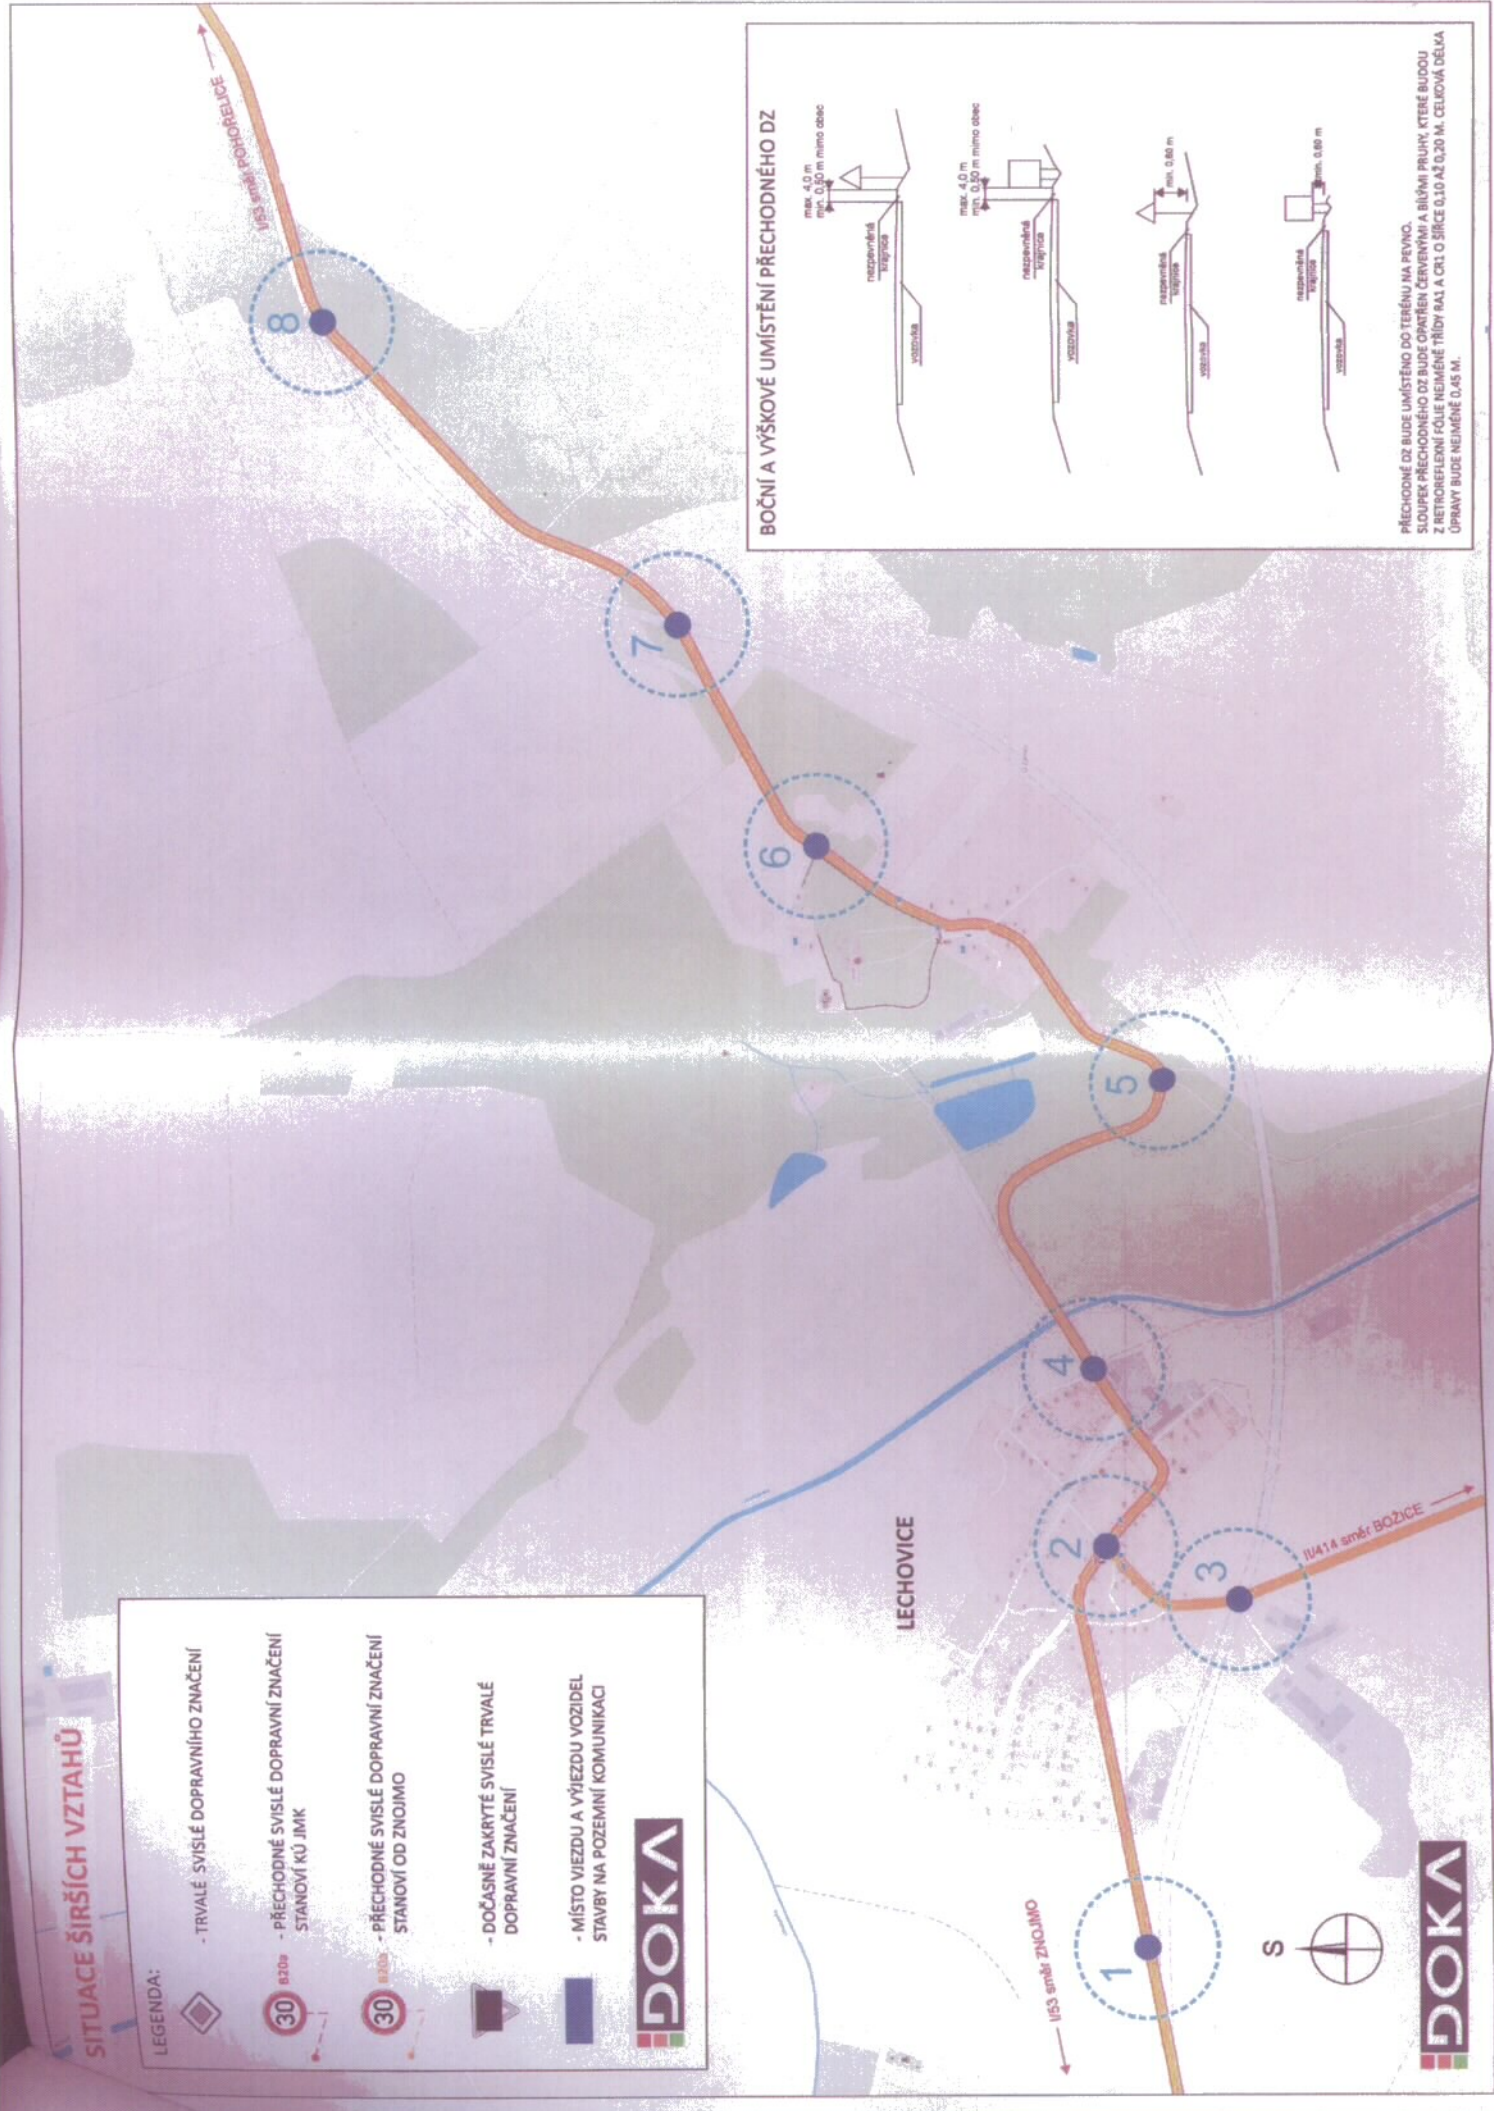 SITUACE ŠIRŠÍCH VZTAHŮ
LEGENDA:
- TRVALÉ SVISLÉ DOPRAVNÍHO ZNAČENÍ
30
B20a
- PŘECHODNÉ SVISLÉ DOPRAVNÍ ZNAČENÍ
STANOVÍ KÚ JMK
30
B20a
- PŘECHODNÉ SVISLÉ DOPRAVNÍ ZNAČENÍ
STANOVÍ OD ZNOJMO
- DOČASNĚ ZAKRYTÉ SVISLÉ TRVALÉ
DOPRAVNÍ ZNAČENÍ
- MÍSTO VJEZDU A VÝJEZDU VOZIDEL
STAVBY NA POZEMNÍ KOMUNIKACI
DOKA
I/53 směr POHOŘELICE
8
7
6
5
4
2
3
1
LECHOVICE
II/414 směr BOŽICE
I/53 směr ZNOJMO
S
DOKA
BOČNÍ A VÝŠKOVÉ UMÍSTĚNÍ PŘECHODNÉHO DZ
max. 4,0 m
min. 0,50 m mimo obec
nezpevněná
krajnice
vozovka
max. 4,0 m
min. 0,50 m mimo obec
nezpevněná
krajnice
vozovka
min. 0,60 m
nezpevněná
krajnice
vozovka
min. 0,60 m
nezpevněná
krajnice
vozovka
PŘECHODNÉ DZ BUDE UMÍSTĚNO DO TERÉNU NA PEVNO.
SLOUPEK PŘECHODNÉHO DZ BUDE OPATŘEN ČERVENÝMI A BÍLÝMI PRUHY, KTERÉ BUDOU
Z RETROREFLEXNÍ FÓLIE NEJMÉNĚ TŘÍDY RA1 A CR1 O ŠÍŘCE 0,10 AŽ 0,20 M. CELKOVÁ DÉLKA
ÚPRAVY BUDE NEJMÉNĚ 0,45 M.